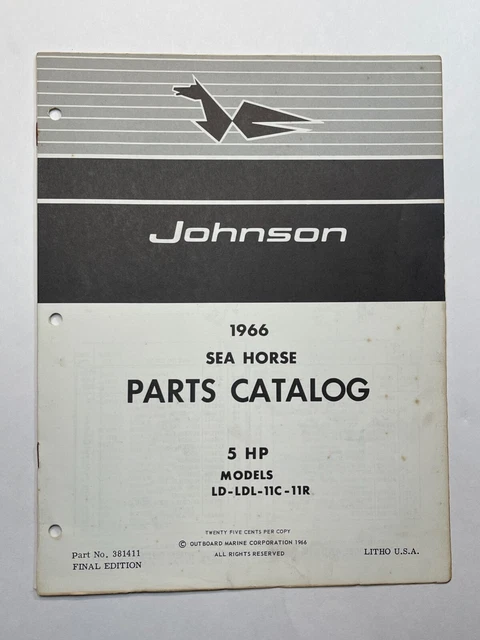 Johnson
1966
SEA HORSE
PARTS CATALOG
5 HP
MODELS
LD-LDL-11C-11R
TWENTY FIVE CENTS PER COPY
© OUTBOARD MARINE CORPORATION 1966
ALL RIGHTS RESERVED
Part No. 381411
FINAL EDITION
LITHO U.S.A.